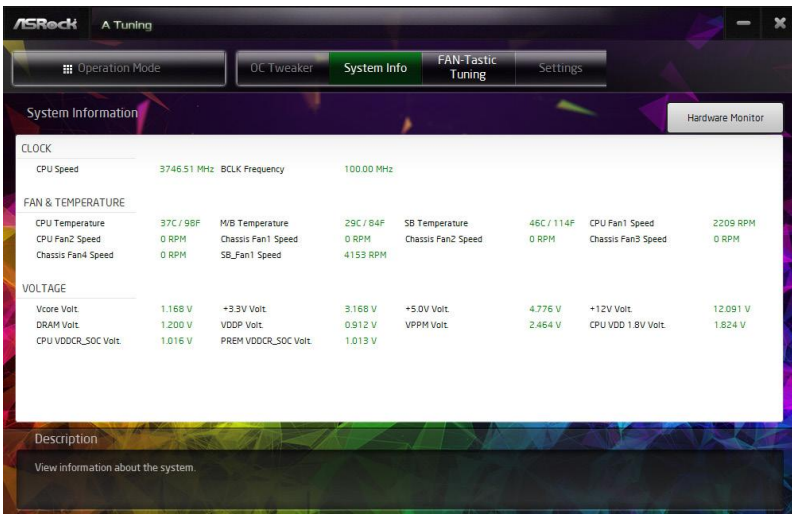 ASRock A Tuning
Operation Mode OC Tweaker System Info FAN-Tastic Tuning Settings
System Information Hardware Monitor
CLOCK
CPU Speed 3746.51 MHz BCLK Frequency 100.00 MHz
FAN & TEMPERATURE
CPU Temperature 37C / 98F M/B Temperature 29C / 84F SB Temperature 46C / 114F CPU Fan1 Speed 2209 RPM
CPU Fan2 Speed 0 RPM Chassis Fan1 Speed 0 RPM Chassis Fan2 Speed 0 RPM Chassis Fan3 Speed 0 RPM
Chassis Fan4 Speed 0 RPM SB_Fan1 Speed 4153 RPM
VOLTAGE
Vcore Volt. 1.168 V +3.3V Volt. 3.168 V +5.0V Volt. 4.776 V +12V Volt. 12.091 V
DRAM Volt. 1.200 V VDDP Volt. 0.912 V VPPM Volt. 2.464 V CPU VDD 1.8V Volt. 1.824 V
CPU VDDCR_SOC Volt. 1.016 V PREM VDDCR_SOC Volt. 1.013 V
Description
View information about the system.